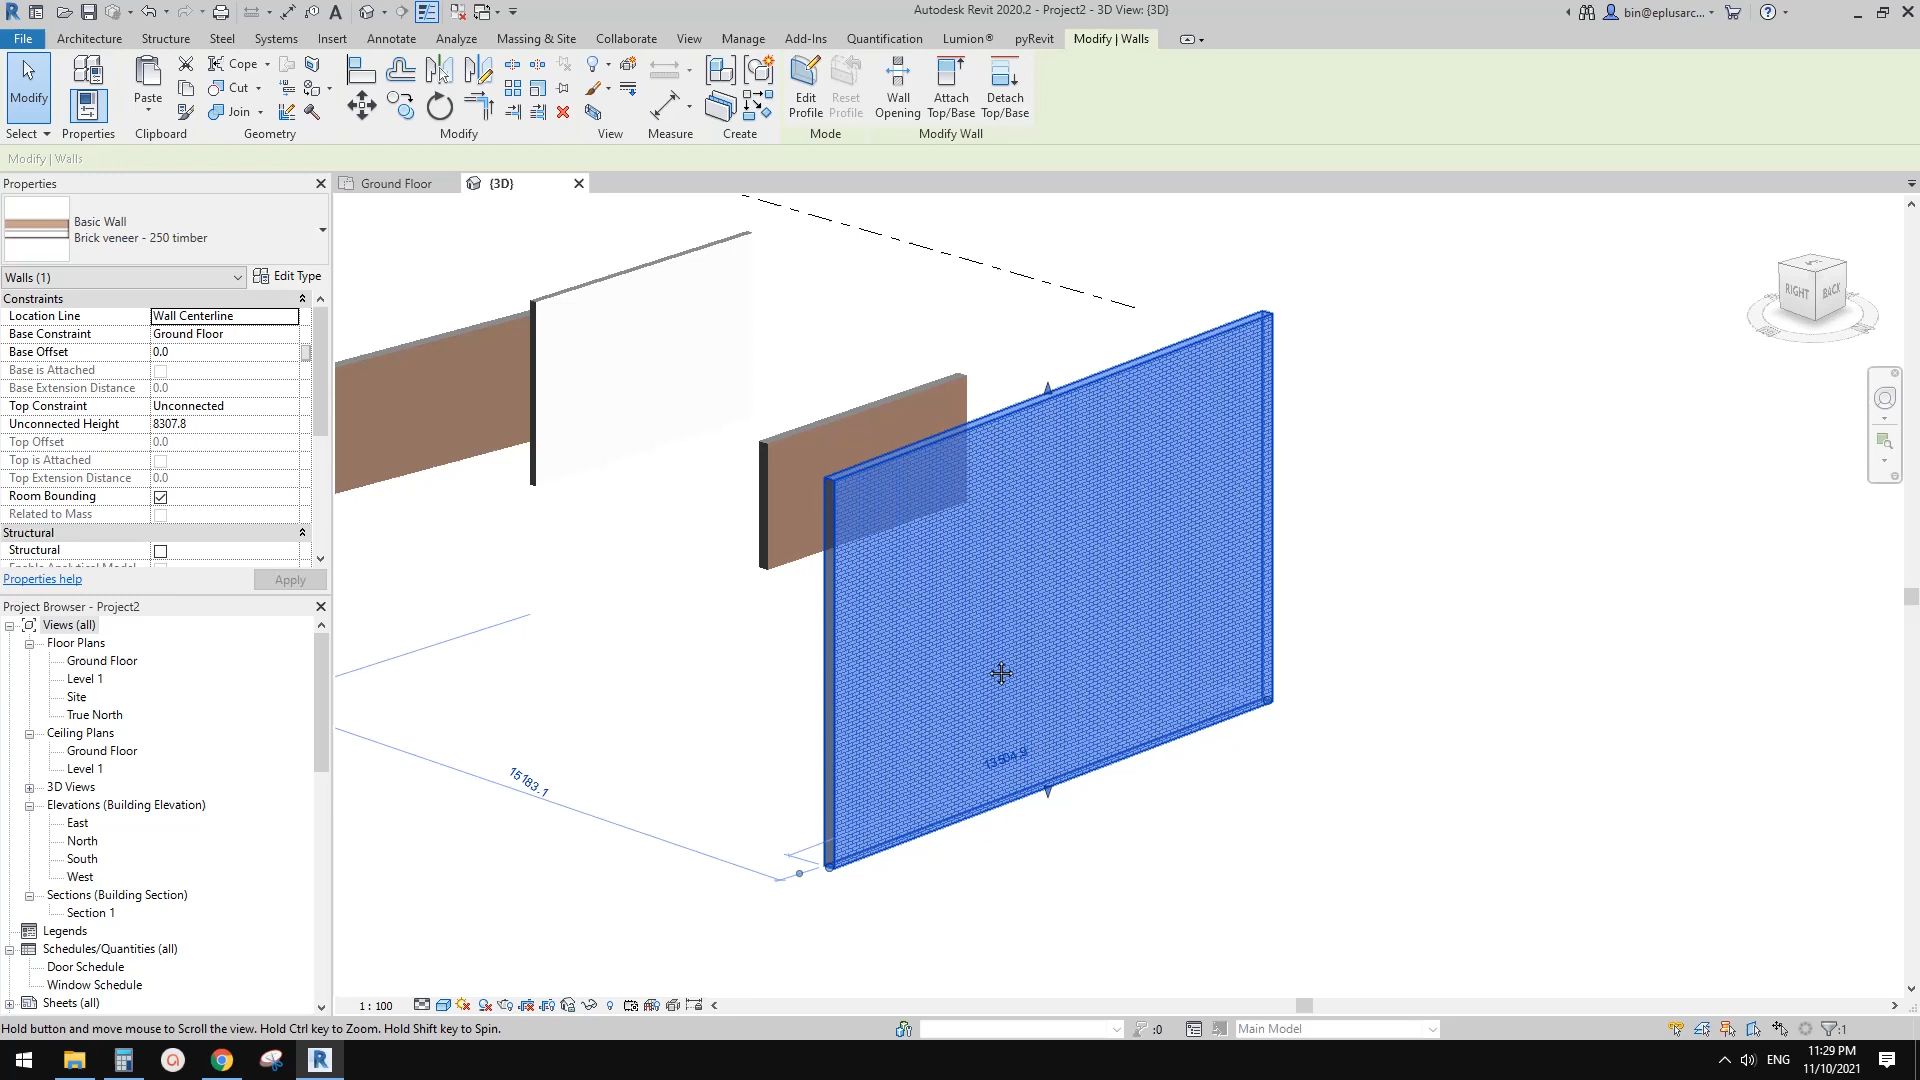 Autodesk Revit 2020.2 - Project2 - 3D View: {3D}
bin@eplusarc...
File Architecture Structure Steel Systems Insert Annotate Analyze Massing & Site Collaborate View Manage Add-Ins Quantification Lumion® pyRevit Modify | Walls
Modify
Paste
Cope
Cut
Join
Edit Profile
Reset Profile
Wall Opening
Attach Top/Base
Detach Top/Base
Select Properties Clipboard Geometry Modify View Measure Create Mode Modify Wall
Modify | Walls
Properties
Ground Floor
{3D}
Basic Wall
Brick veneer - 250 timber
Walls (1)
Edit Type
Constraints
Location Line Wall Centerline
Base Constraint Ground Floor
Base Offset 0.0
Base is Attached
Base Extension Distance 0.0
Top Constraint Unconnected
Unconnected Height 8307.8
Top Offset 0.0
Top is Attached
Top Extension Distance 0.0
Room Bounding
Related to Mass
Structural
Structural
Enable Analytical Model
Properties help
Apply
Project Browser - Project2
Views (all)
Floor Plans
Ground Floor
Level 1
Site
True North
Ceiling Plans
Ground Floor
Level 1
3D Views
Elevations (Building Elevation)
East
North
South
West
Sections (Building Section)
Section 1
Legends
Schedules/Quantities (all)
Door Schedule
Window Schedule
Sheets (all)
RIGHT
BACK
15183.1
13504.9
1 : 100
Hold button and move mouse to Scroll the view. Hold Ctrl key to Zoom. Hold Shift key to Spin.
:0
Main Model
:1
ENG
11:29 PM
11/10/2021